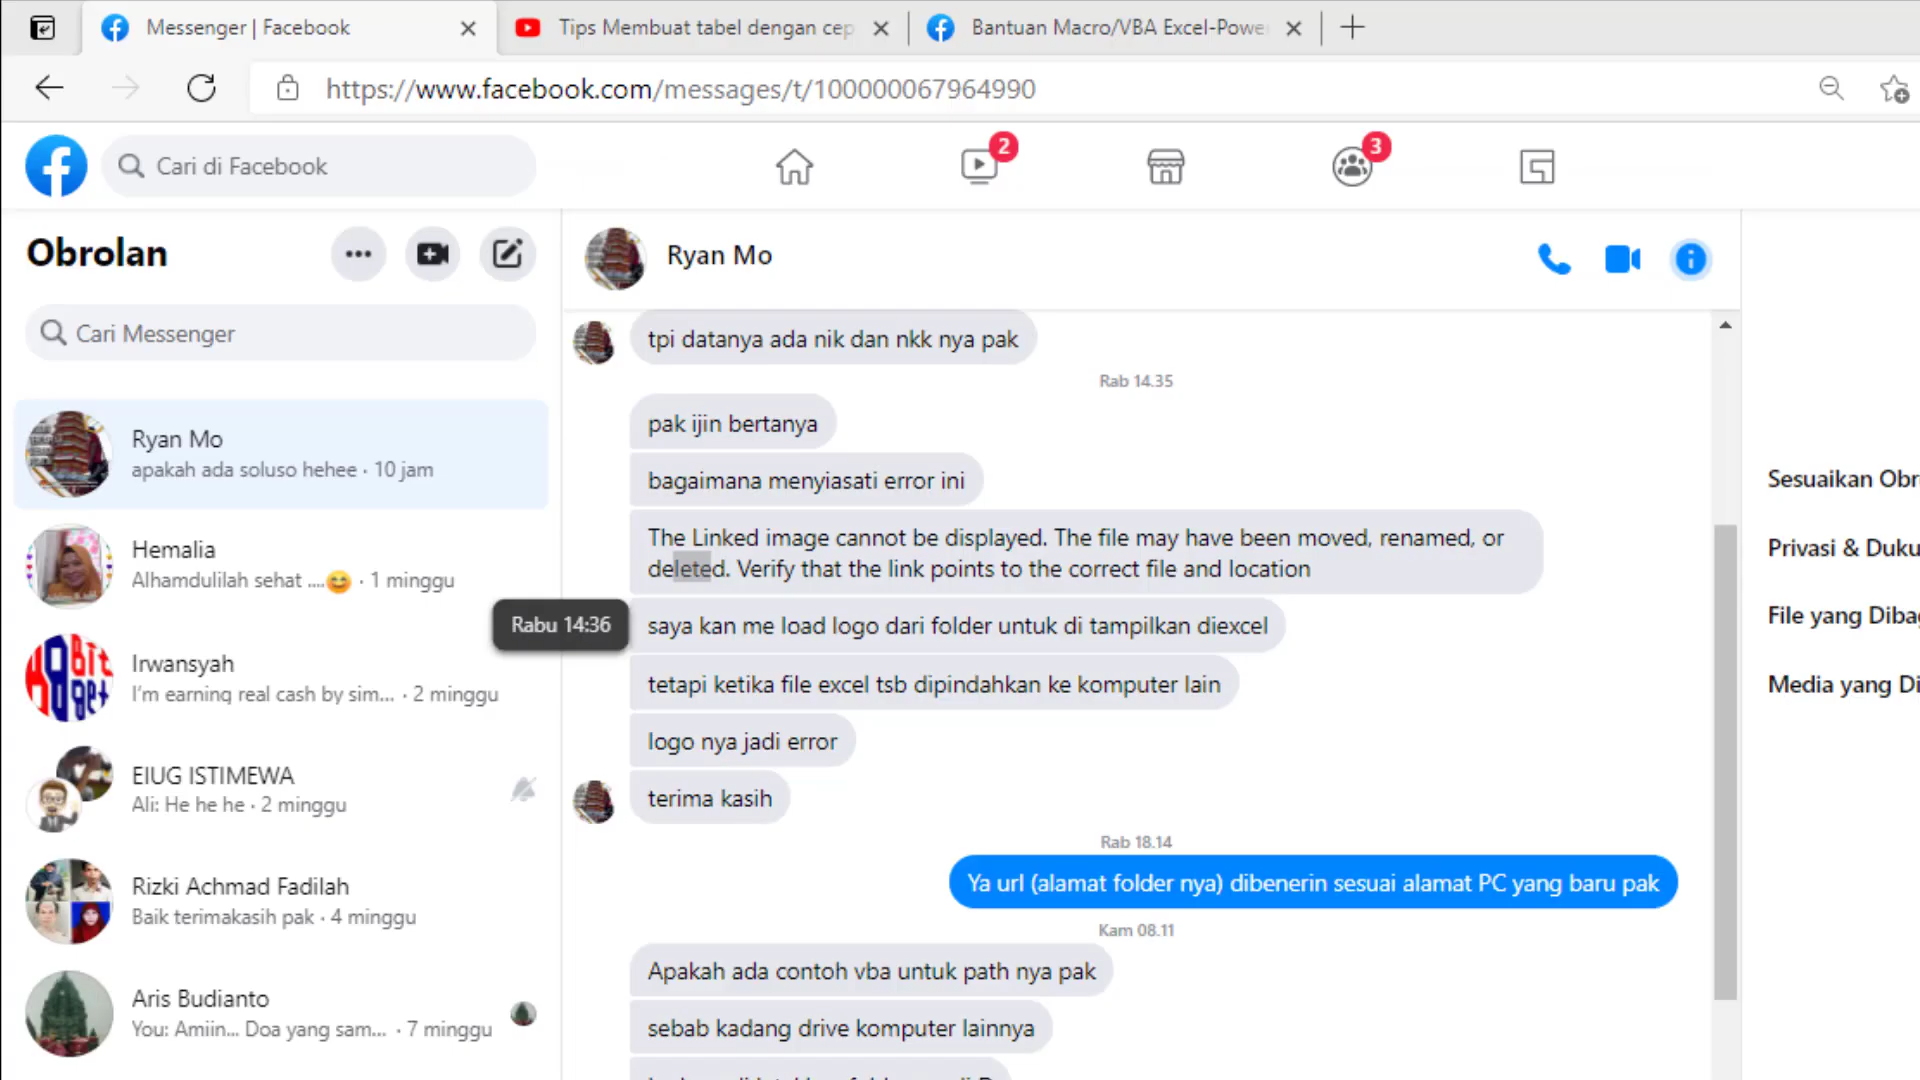 Messenger | Facebook
Tips Membuat tabel dengan cep
Bantuan Macro/VBA Excel-Powe
https://www.facebook.com/messages/t/100000067964990
Cari di Facebook
2
3
Obrolan
Cari Messenger
Ryan Mo
apakah ada soluso hehee · 10 jam
Hemalia
Alhamdulilah sehat ....😊 · 1 minggu
Irwansyah
I'm earning real cash by sim... · 2 minggu
EIUG ISTIMEWA
Ali: He he he · 2 minggu
Rizki Achmad Fadilah
Baik terimakasih pak · 4 minggu
Aris Budianto
You: Amiin... Doa yang sam... · 7 minggu
Ryan Mo
tpi datanya ada nik dan nkk nya pak
Rab 14.35
pak ijin bertanya
bagaimana menyiasati error ini
The Linked image cannot be displayed. The file may have been moved, renamed, or
deleted. Verify that the link points to the correct file and location
Rabu 14:36
saya kan me load logo dari folder untuk di tampilkan diexcel
tetapi ketika file excel tsb dipindahkan ke komputer lain
logo nya jadi error
terima kasih
Rab 18.14
Ya url (alamat folder nya) dibenerin sesuai alamat PC yang baru pak
Kam 08.11
Apakah ada contoh vba untuk path nya pak
sebab kadang drive komputer lainnya
Sesuaikan Obr
Privasi & Duku
File yang Dibag
Media yang Di